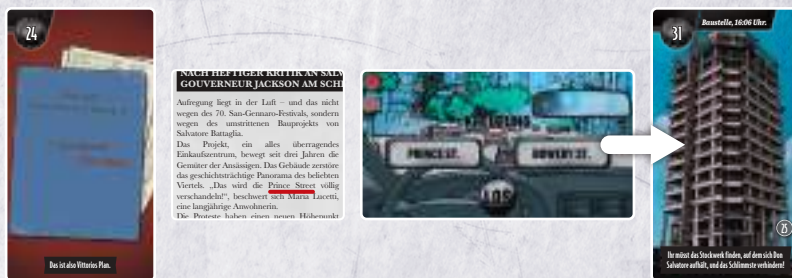 24
Das ist also Vittorios Plan.
NACH HEFTIGER KRITIK AN SALV
GOUVERNEUR JACKSON AM SCHE
Aufregung liegt in der Luft – und das nicht
wegen des 70. San-Gennaro-Festivals, sondern
wegen des umstrittenen Bauprojekts von
Salvatore Battaglia.
Das Projekt, ein alles überragendes
Einkaufszentrum, bewegt seit drei Jahren die
Gemüter der Ansässigen. Das Gebäude zerstöre
das geschichtsträchtige Panorama des beliebten
Viertels. „Das wird die Prince Street völlig
verschandeln!", beschwert sich Maria Lucetti,
eine langjährige Anwohnerin.
Die Proteste haben einen neuen Höhepunkt
PRINCE ST.
BOWERY ST.
LOS
31
Baustelle, 16:06 Uhr.
25
Ihr müsst das Stockwerk finden, auf dem sich Don
Salvatore aufhält, und das Schlimmste verhindern!